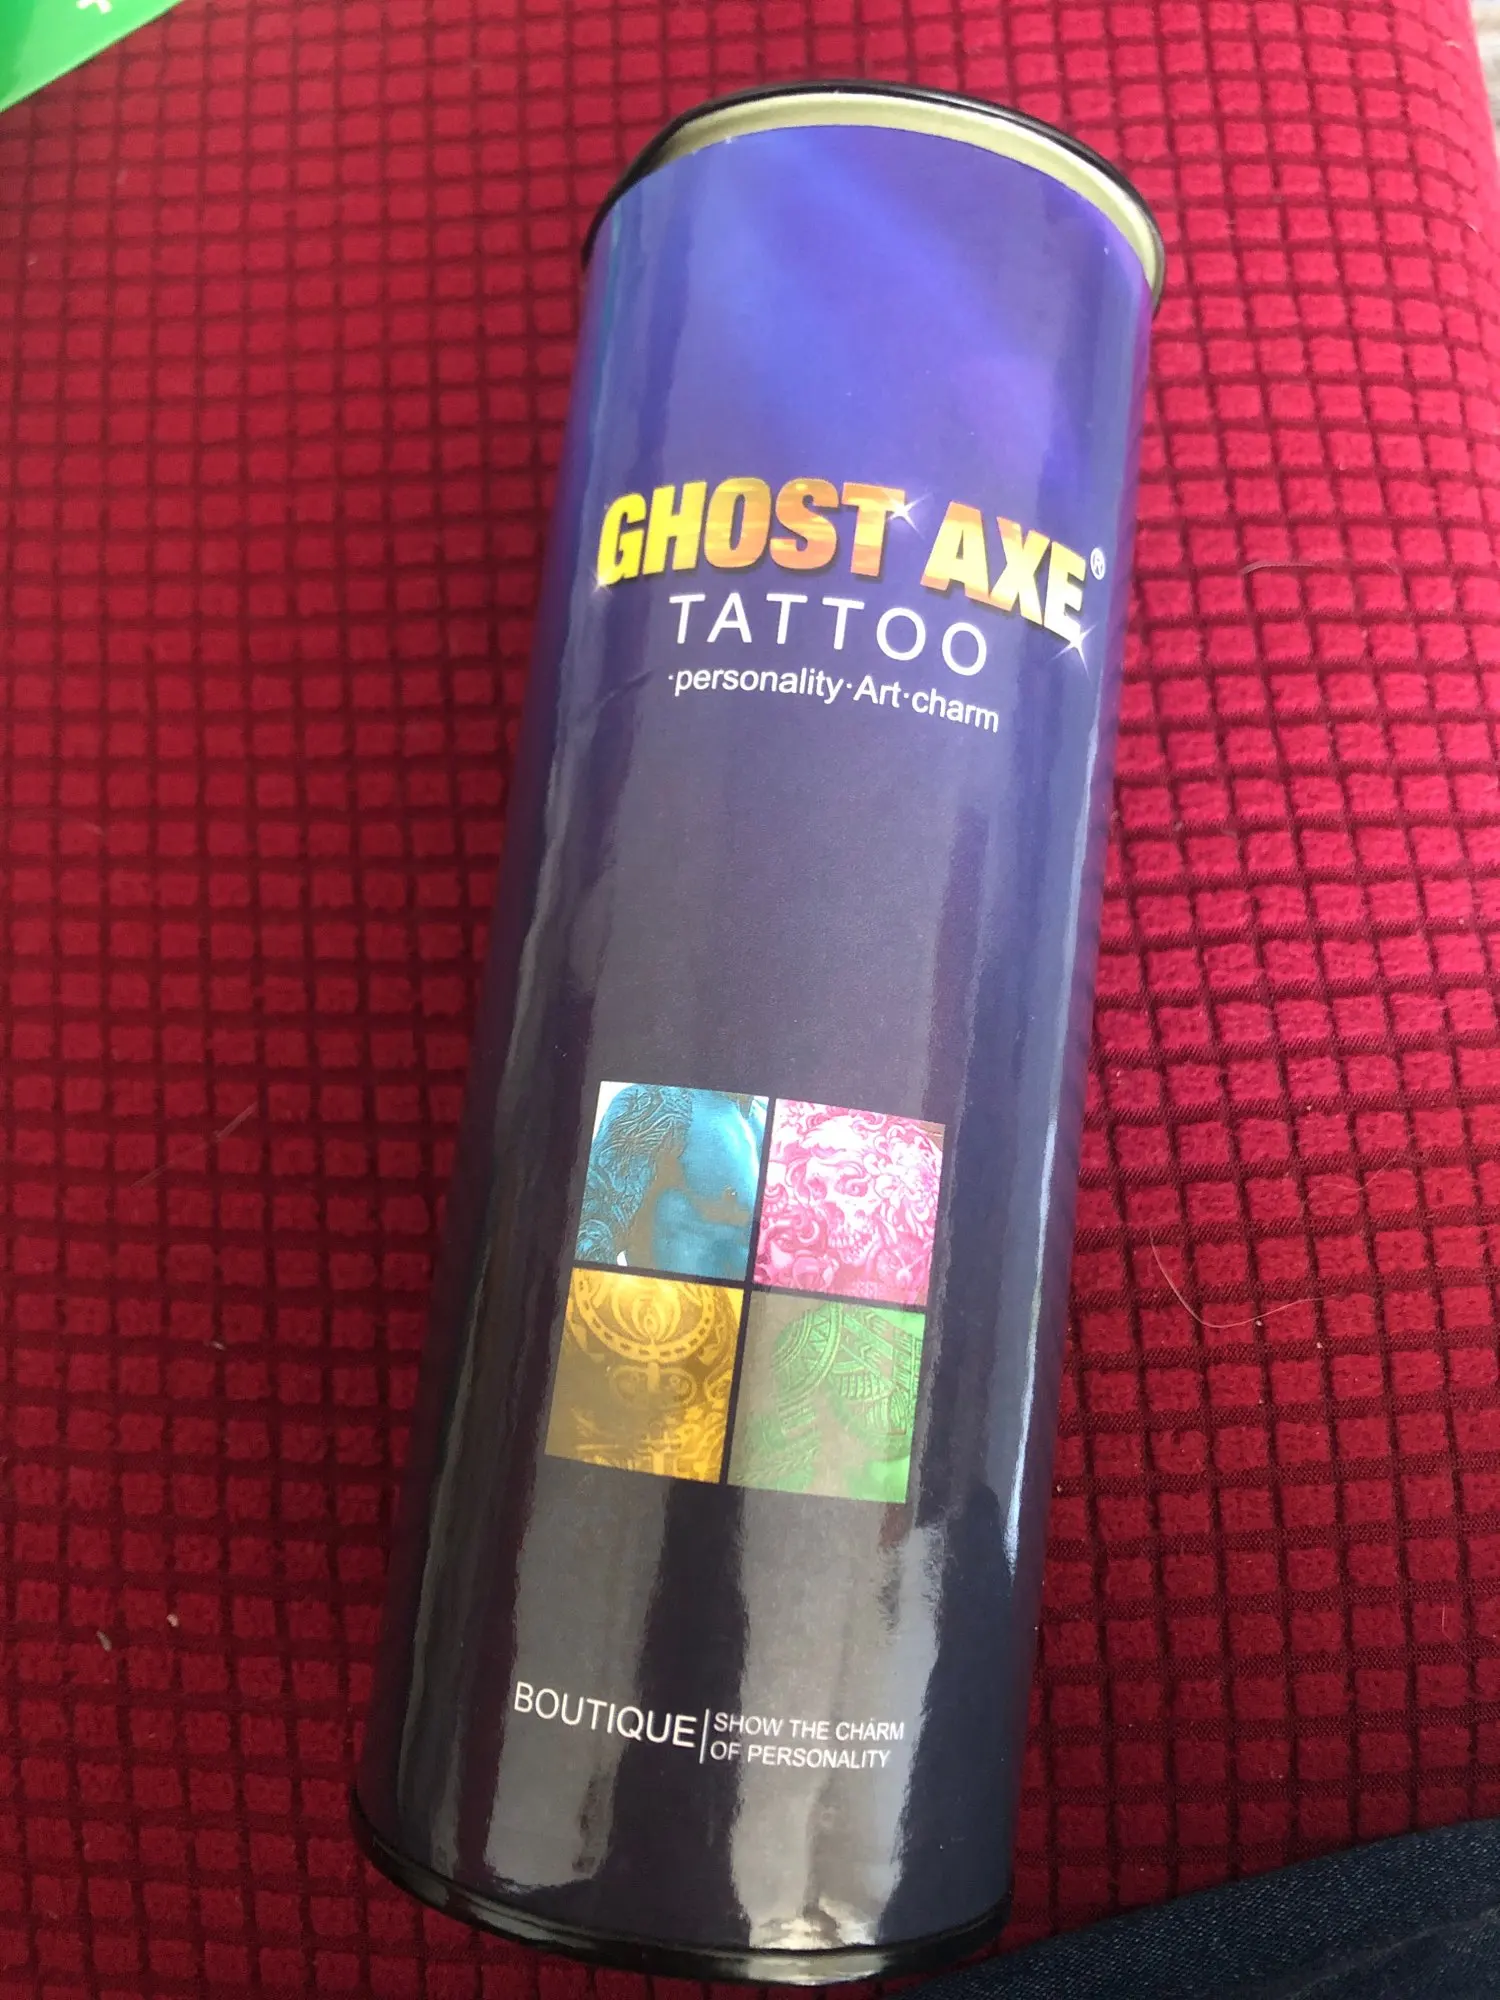 GHOST AXE®
TATTOO
·personality·Art·charm
BOUTIQUE
SHOW THE CHARM
OF PERSONALITY